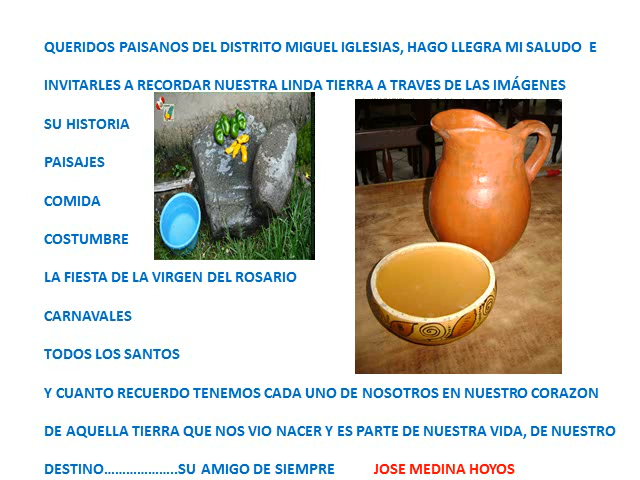 QUERIDOS PAISANOS DEL DISTRITO MIGUEL IGLESIAS, HAGO LLEGRA MI SALUDO E
INVITARLES A RECORDAR NUESTRA LINDA TIERRA A TRAVES DE LAS IMÁGENES
SU HISTORIA
PAISAJES
COMIDA
COSTUMBRE
LA FIESTA DE LA VIRGEN DEL ROSARIO
CARNAVALES
TODOS LOS SANTOS
Y CUANTO RECUERDO TENEMOS CADA UNO DE NOSOTROS EN NUESTRO CORAZON
DE AQUELLA TIERRA QUE NOS VIO NACER Y ES PARTE DE NUESTRA VIDA, DE NUESTRO
DESTINO………………..SU AMIGO DE SIEMPRE JOSE MEDINA HOYOS